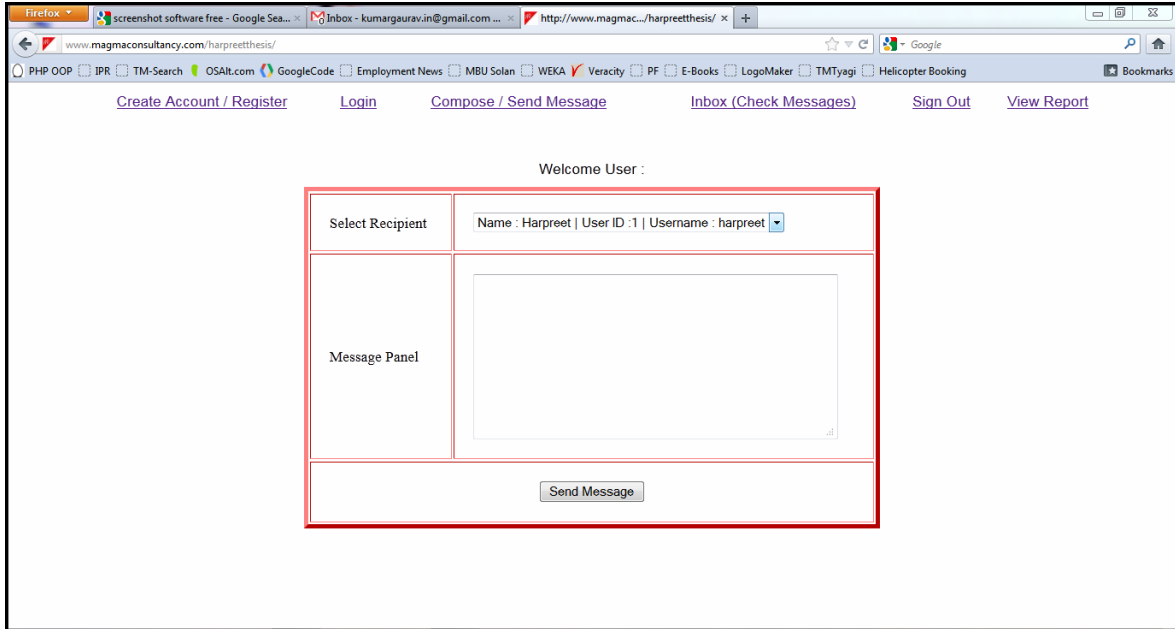 Firefox
screenshot software free - Google Sea... ×
Inbox - kumargaurav.in@gmail.com ... ×
http://www.magmac.../harpreetthesis/ ×
+
www.magmaconsultancy.com/harpreetthesis/
Google
PHP OOP IPR TM-Search OSAlt.com GoogleCode Employment News MBU Solan WEKA Veracity PF E-Books LogoMaker TMTyagi Helicopter Booking Bookmarks
Create Account / Register Login Compose / Send Message Inbox (Check Messages) Sign Out View Report
Welcome User :
Select Recipient Name : Harpreet | User ID :1 | Username : harpreet
Message Panel
Send Message